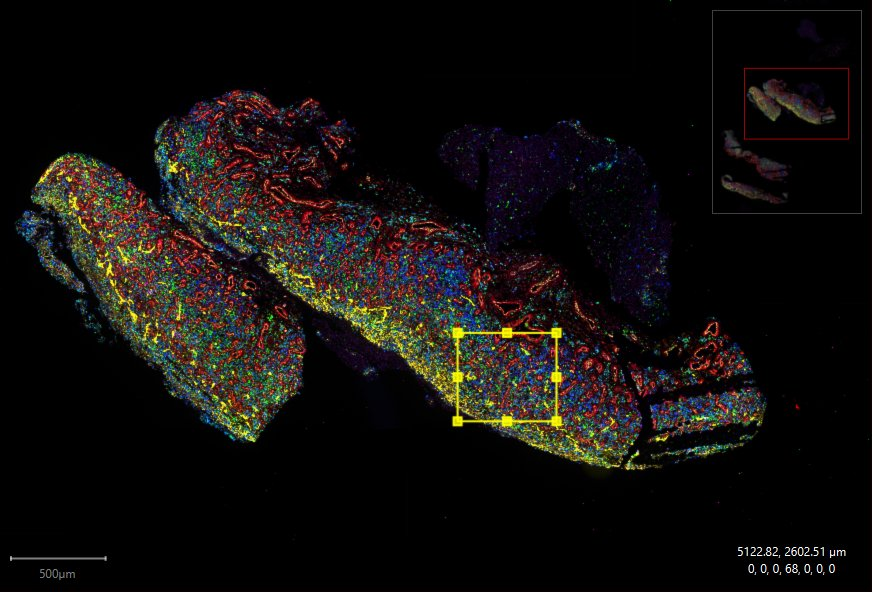 500µm
5122.82, 2602.51 µm
0, 0, 0, 68, 0, 0, 0